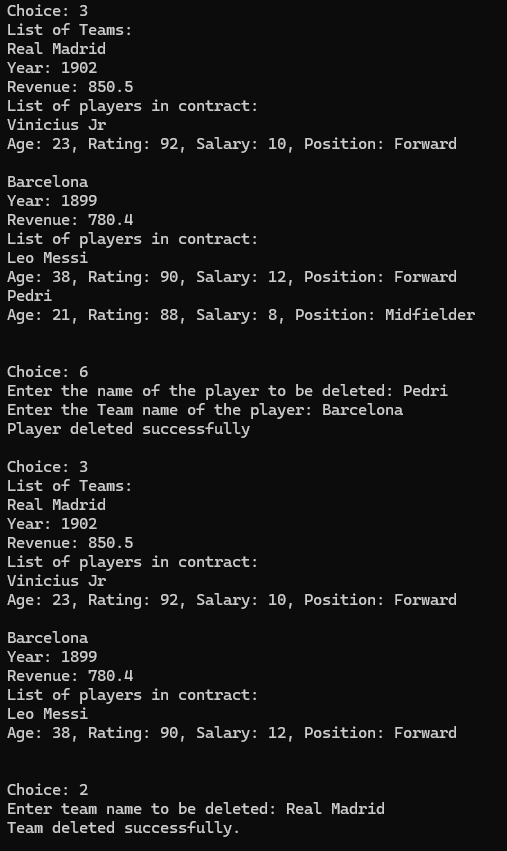 Choice: 3
List of Teams:
Real Madrid
Year: 1902
Revenue: 850.5
List of players in contract:
Vinicius Jr
Age: 23, Rating: 92, Salary: 10, Position: Forward
Barcelona
Year: 1899
Revenue: 780.4
List of players in contract:
Leo Messi
Age: 38, Rating: 90, Salary: 12, Position: Forward
Pedri
Age: 21, Rating: 88, Salary: 8, Position: Midfielder
Choice: 6
Enter the name of the player to be deleted: Pedri
Enter the Team name of the player: Barcelona
Player deleted successfully
Choice: 3
List of Teams:
Real Madrid
Year: 1902
Revenue: 850.5
List of players in contract:
Vinicius Jr
Age: 23, Rating: 92, Salary: 10, Position: Forward
Barcelona
Year: 1899
Revenue: 780.4
List of players in contract:
Leo Messi
Age: 38, Rating: 90, Salary: 12, Position: Forward
Choice: 2
Enter team name to be deleted: Real Madrid
Team deleted successfully.